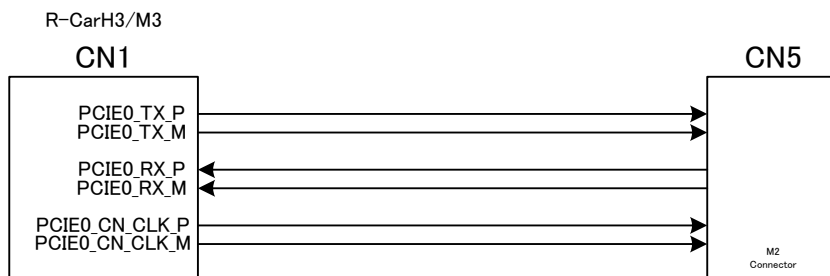 R-CarH3/M3
CN1
CN5
PCIE0_TX_P
PCIE0_TX_M
PCIE0_RX_P
PCIE0_RX_M
PCIE0_CN_CLK_P
PCIE0_CN_CLK_M
M2
Connector